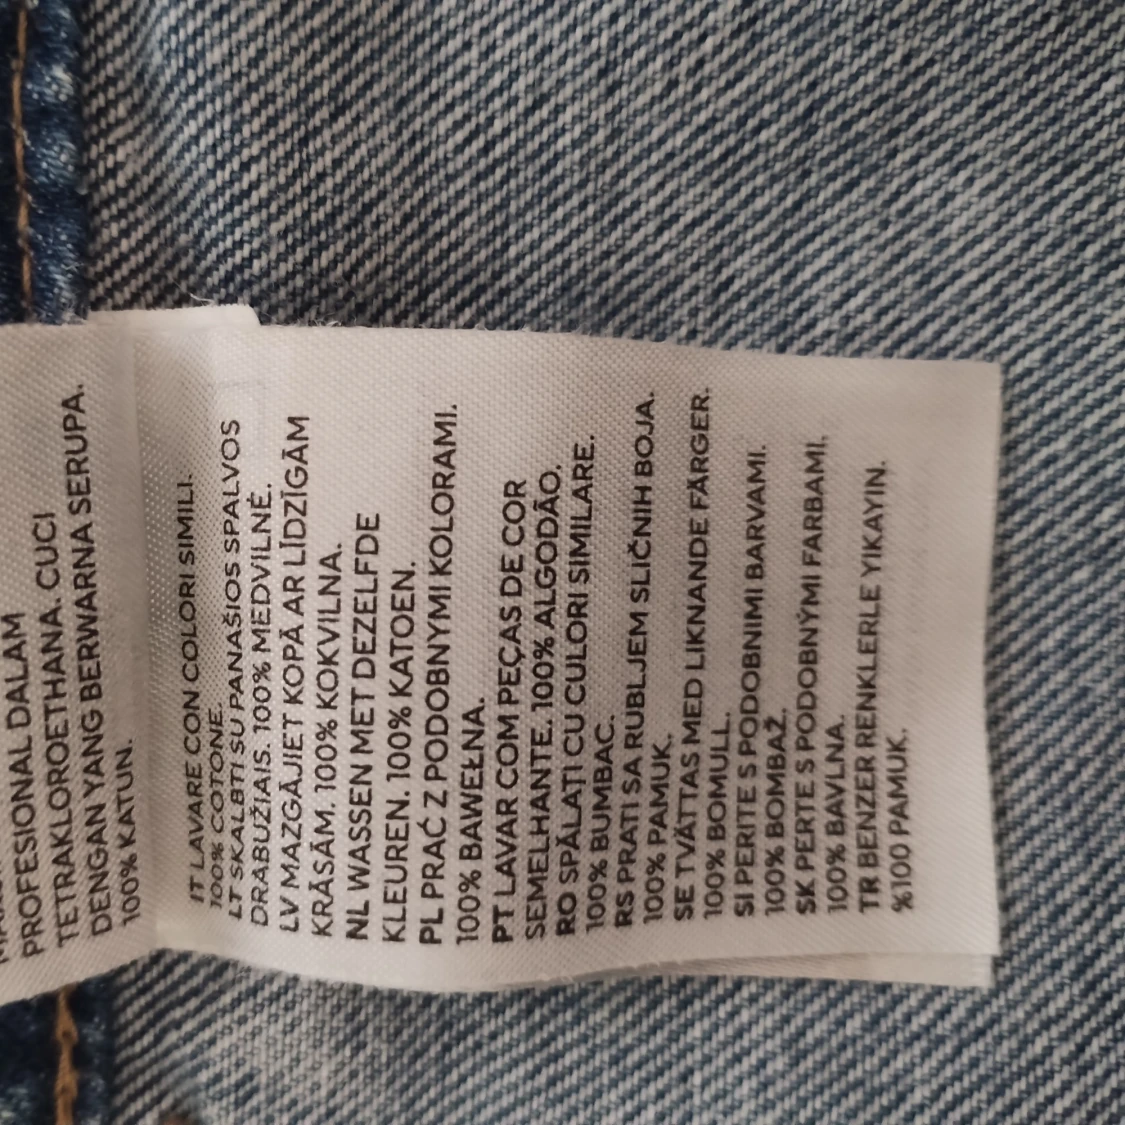 PROFESIONAL DALAM
TETRAKLOROETHANA. CUCI
DENGAN YANG BERWARNA SERUPA.
100% KATUN.
IT LAVARE CON COLORI SIMILI.
100% COTONE.
LT SKALBTI SU PANAŠIOS SPALVOS
DRABUŽIAIS. 100% MEDVILNĖ.
LV MAZGĀJIET KOPĀ AR LĪDZĪGĀM
KRĀSĀM. 100% KOKVILNA.
NL WASSEN MET DEZELFDE
KLEUREN. 100% KATOEN.
PL PRAĆ Z PODOBNYMI KOLORAMI.
100% BAWEŁNA.
PT LAVAR COM PEÇAS DE COR
SEMELHANTE. 100% ALGODÃO.
RO SPĂLAȚI CU CULORI SIMILARE.
100% BUMBAC.
RS PRATI SA RUBLJEM SLIČNIH BOJA.
100% PAMUK.
SE TVÄTTAS MED LIKNANDE FÄRGER.
100% BOMULL.
SI PERITE S PODOBNIMI BARVAMI.
100% BOMBAŽ.
SK PERTE S PODOBNÝMI FARBAMI.
100% BAVLNA.
TR BENZER RENKLERLE YIKAYIN.
%100 PAMUK.